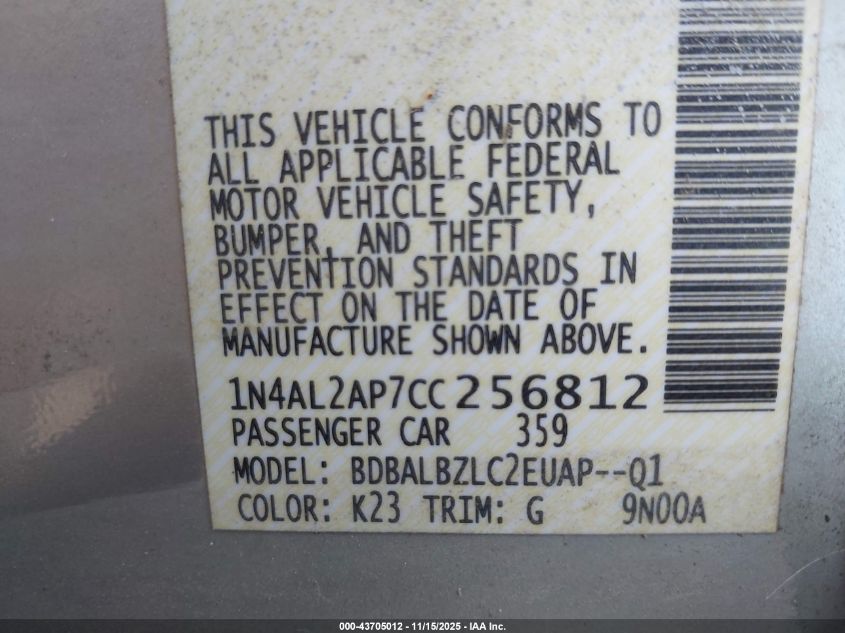 THIS VEHICLE CONFORMS TO
ALL APPLICABLE FEDERAL
MOTOR VEHICLE SAFETY,
BUMPER, AND THEFT
PREVENTION STANDARDS IN
EFFECT ON THE DATE OF
MANUFACTURE SHOWN ABOVE.
1N4AL2AP7CC256812
PASSENGER CAR 359
MODEL: BDBALBZLC2EUAP--Q1
COLOR: K23 TRIM: G 9N00A
000-43705012 - 11/15/2025 - IAA Inc.